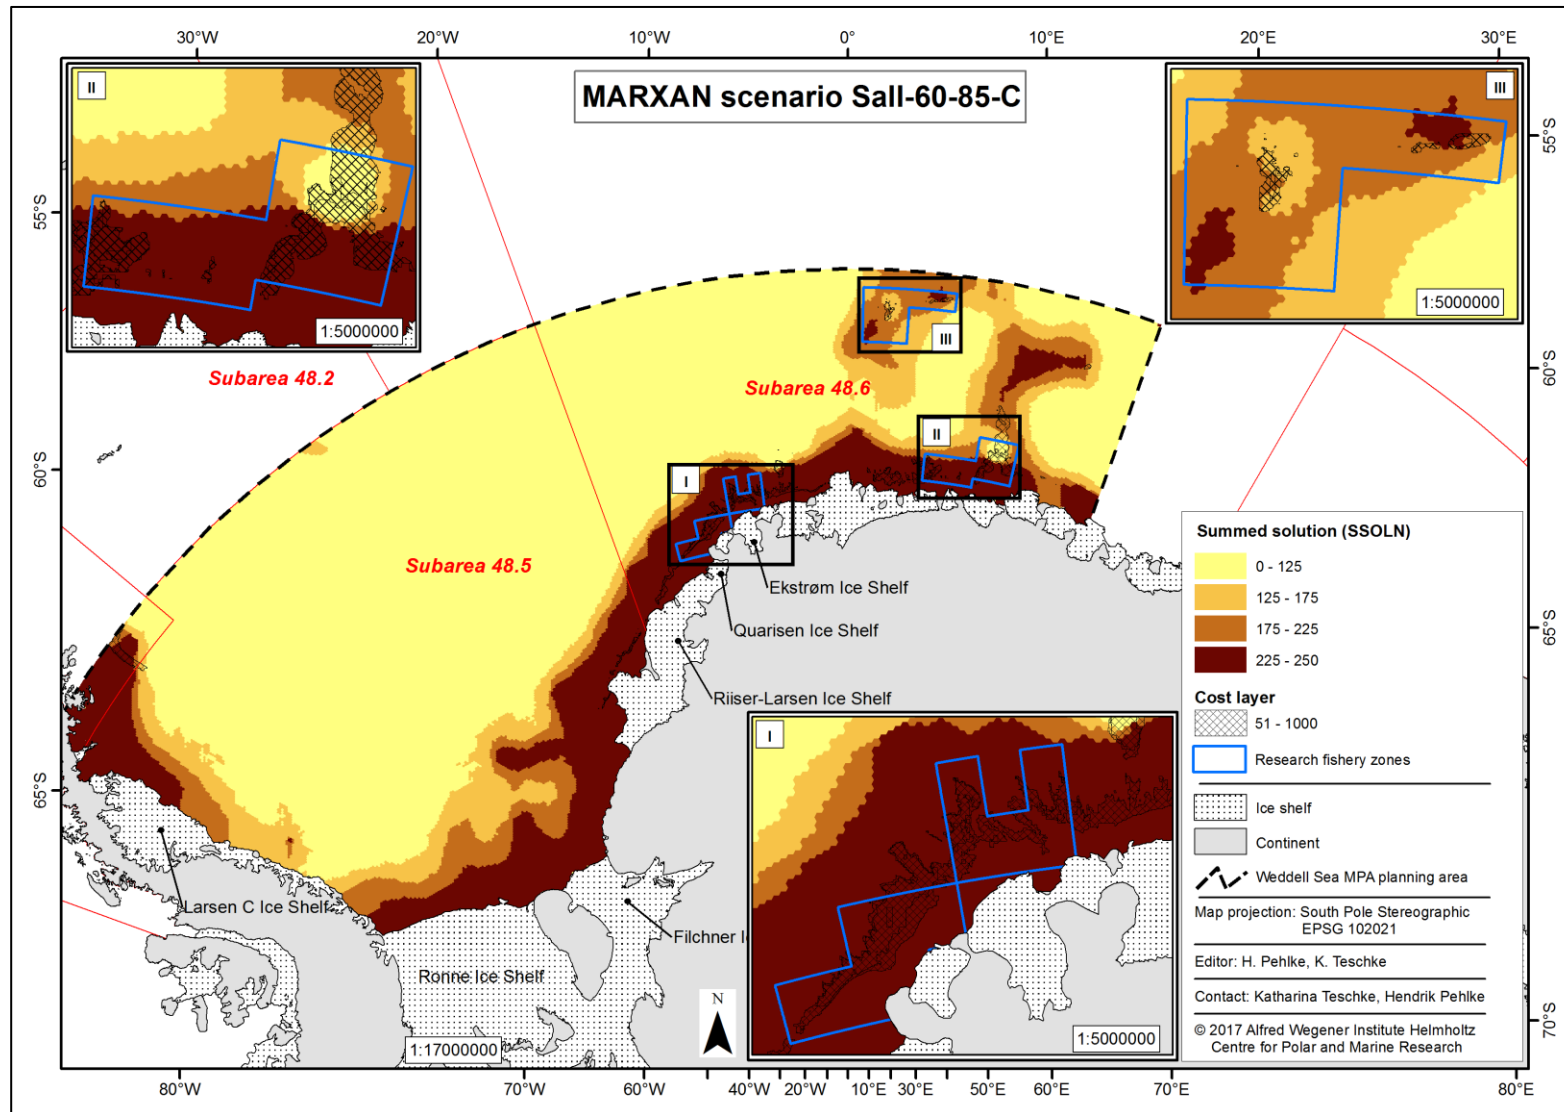 30°W 20°W 10°W 0° 10°E 20°E 30°E
II
III
MARXAN scenario Sall-60-85-C
55°S
55°S
1:5000000
1:5000000
III
Subarea 48.2
Subarea 48.6
60°S
II
60°S
I
Subarea 48.5
Ekstrøm Ice Shelf
Quarisen Ice Shelf
Riiser-Larsen Ice Shelf
Summed solution (SSOLN)
0 - 125
125 - 175
175 - 225
225 - 250
65°S
Cost layer
51 - 1000
Research fishery zones
65°S
I
Ice shelf
Continent
Weddell Sea MPA planning area
Larsen C Ice Shelf
Filchner I
Ronne Ice Shelf
Map projection: South Pole Stereographic
EPSG 102021
Editor: H. Pehlke, K. Teschke
Contact: Katharina Teschke, Hendrik Pehlke
© 2017 Alfred Wegener Institute Helmholtz
Centre for Polar and Marine Research
N
1:17000000
1:5000000
70°S
80°W 70°W 60°W 40°W 20°W 0° 10°E 30°E 50°E 60°E 70°E 80°E